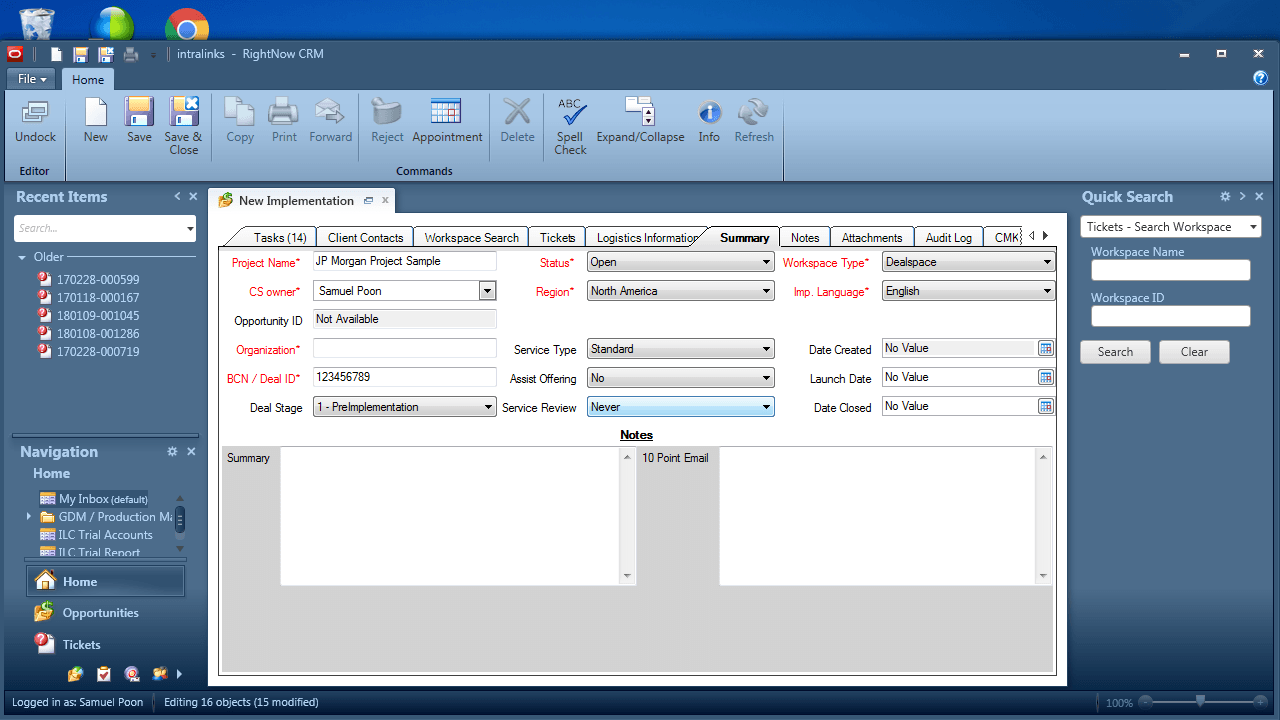 intralinks - RightNow CRM
File
Home
Undock
New
Save
Save & Close
Copy
Print
Forward
Reject
Appointment
Delete
ABC
Spell Check
Expand/Collapse
Info
Refresh
Editor
Commands
Recent Items
Search...
Older
170228-000599
170118-000167
180109-001045
180108-001286
170228-000719
Navigation
Home
My Inbox (default)
GDM / Production Ma
ILC Trial Accounts
ILC Trial Report
Home
Opportunities
Tickets
New Implementation
Tasks (14)
Client Contacts
Workspace Search
Tickets
Logistics Information
Summary
Notes
Attachments
Audit Log
CMK
Project Name* JP Morgan Project Sample
Status* Open
Workspace Type* Dealspace
CS owner* Samuel Poon
Region* North America
Imp. Language* English
Opportunity ID Not Available
Organization*
Service Type Standard
Date Created No Value
BCN / Deal ID* 123456789
Assist Offering No
Launch Date No Value
Deal Stage 1 - PreImplementation
Service Review Never
Date Closed No Value
Notes
Summary
10 Point Email
Quick Search
Tickets - Search Workspace
Workspace Name
Workspace ID
Search
Clear
Logged in as: Samuel Poon
Editing 16 objects (15 modified)
100%